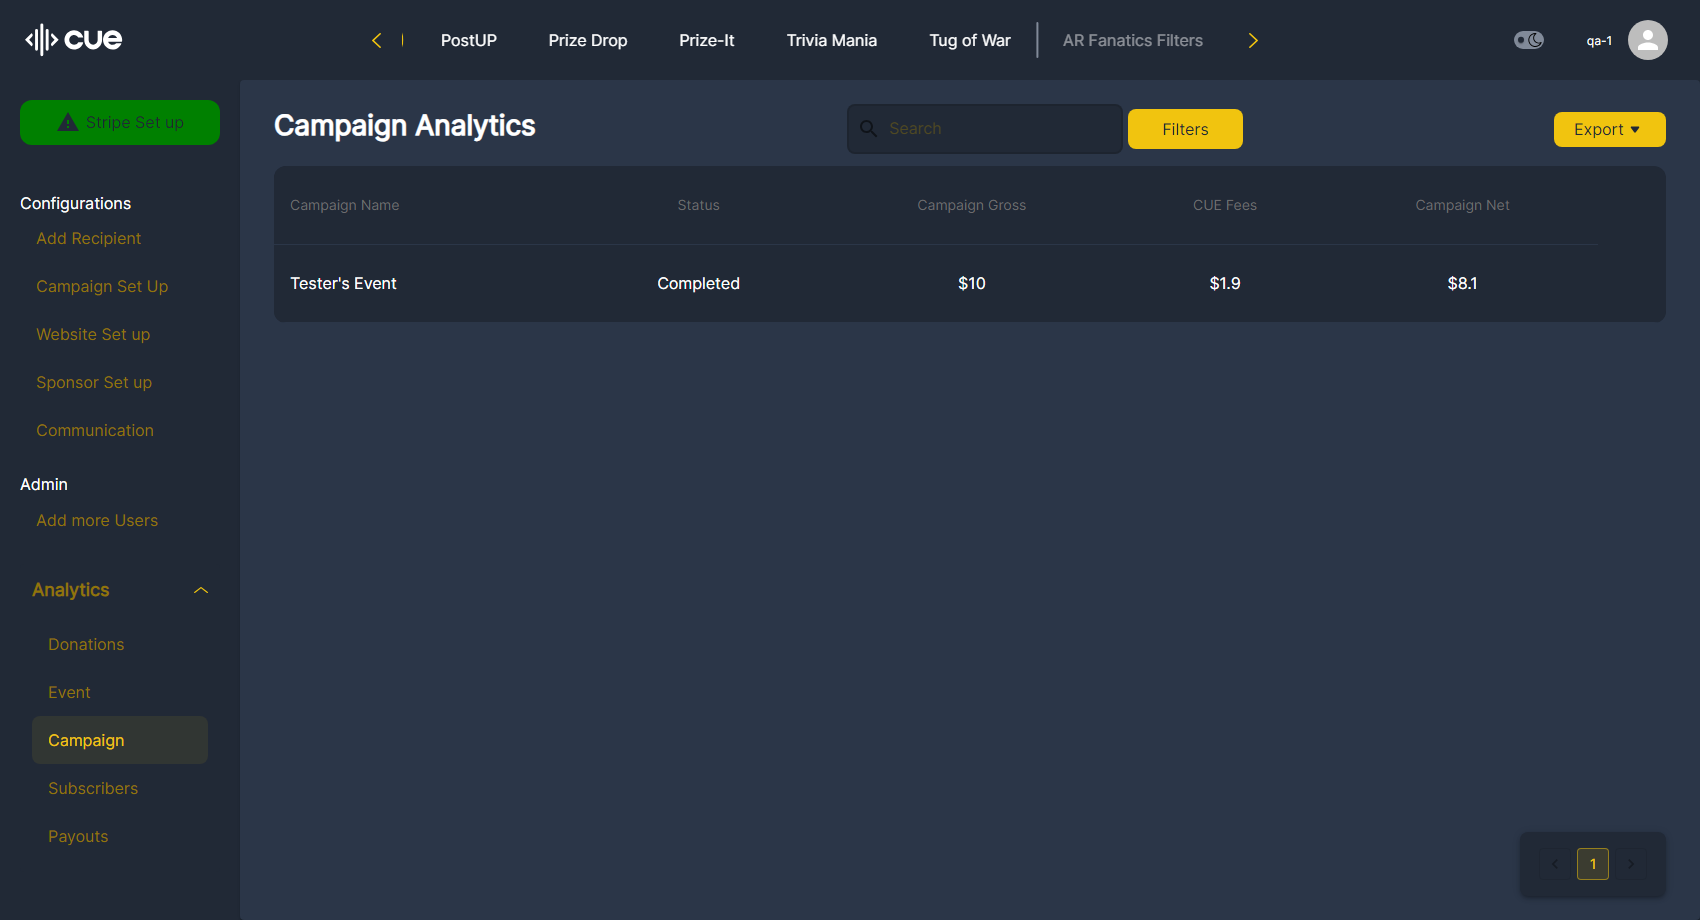 cue
PostUP
Prize Drop
Prize-It
Trivia Mania
Tug of War
AR Fanatics Filters
qa-1
Stripe Set up
Configurations
Add Recipient
Campaign Set Up
Website Set up
Sponsor Set up
Communication
Admin
Add more Users
Analytics
Donations
Event
Campaign
Subscribers
Payouts
Campaign Analytics
Search
Filters
Export
Campaign Name Status Campaign Gross CUE Fees Campaign Net
Tester's Event Completed $10 $1.9 $8.1
1